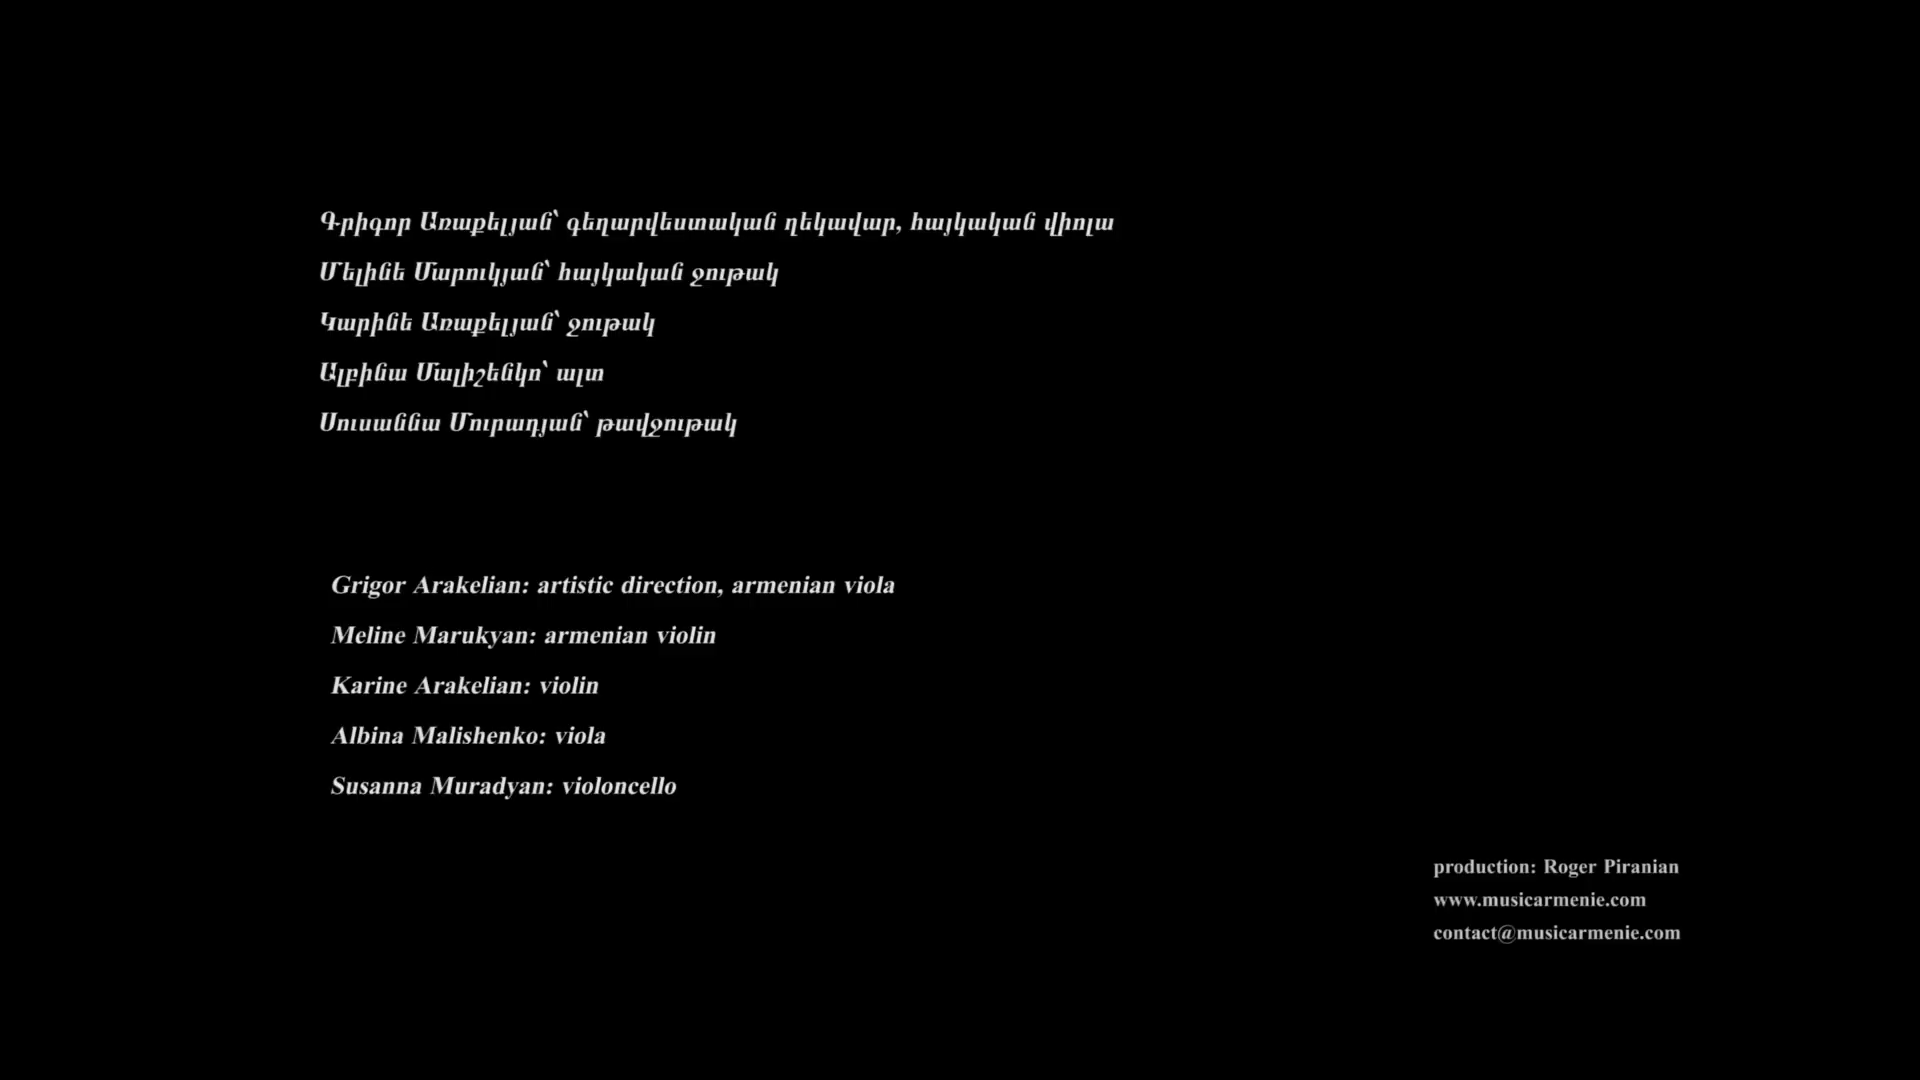 Գրիգոր Առաքելյան՝ գեղարվեստական ղեկավար, հայկական վիոլա
Մելինե Մարուկյան՝ հայկական ջութակ
Կարինե Առաքելյան՝ ջութակ
Ալբինա Մալիշենկո՝ ալտ
Սուսաննա Մուրադյան՝ թավջութակ
Grigor Arakelian: artistic direction, armenian viola
Meline Marukyan: armenian violin
Karine Arakelian: violin
Albina Malishenko: viola
Susanna Muradyan: violoncello
production: Roger Piranian
www.musicarmenie.com
contact@musicarmenie.com